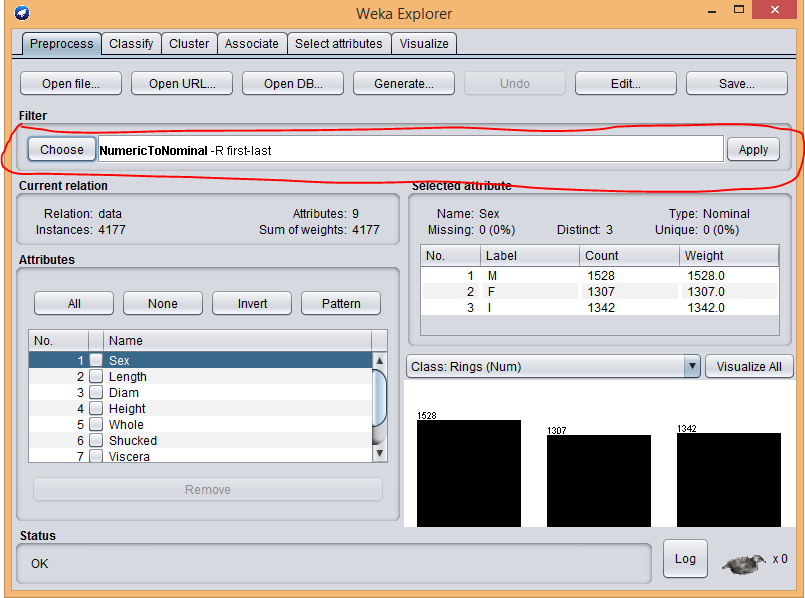 Weka Explorer
Preprocess Classify Cluster Associate Select attributes Visualize
Open file... Open URL... Open DB... Generate... Undo Edit... Save...
Filter
Choose NumericToNominal -R first-last Apply
Current relation
Relation: data Attributes: 9
Instances: 4177 Sum of weights: 4177
Attributes
All None Invert Pattern
No. Name
1 Sex
2 Length
3 Diam
4 Height
5 Whole
6 Shucked
7 Viscera
Remove
Selected attribute
Name: Sex Type: Nominal
Missing: 0 (0%) Distinct: 3 Unique: 0 (0%)
No. Label Count Weight
1 M 1528 1528.0
2 F 1307 1307.0
3 I 1342 1342.0
Class: Rings (Num) Visualize All
1528 1307 1342
Status
OK Log x 0